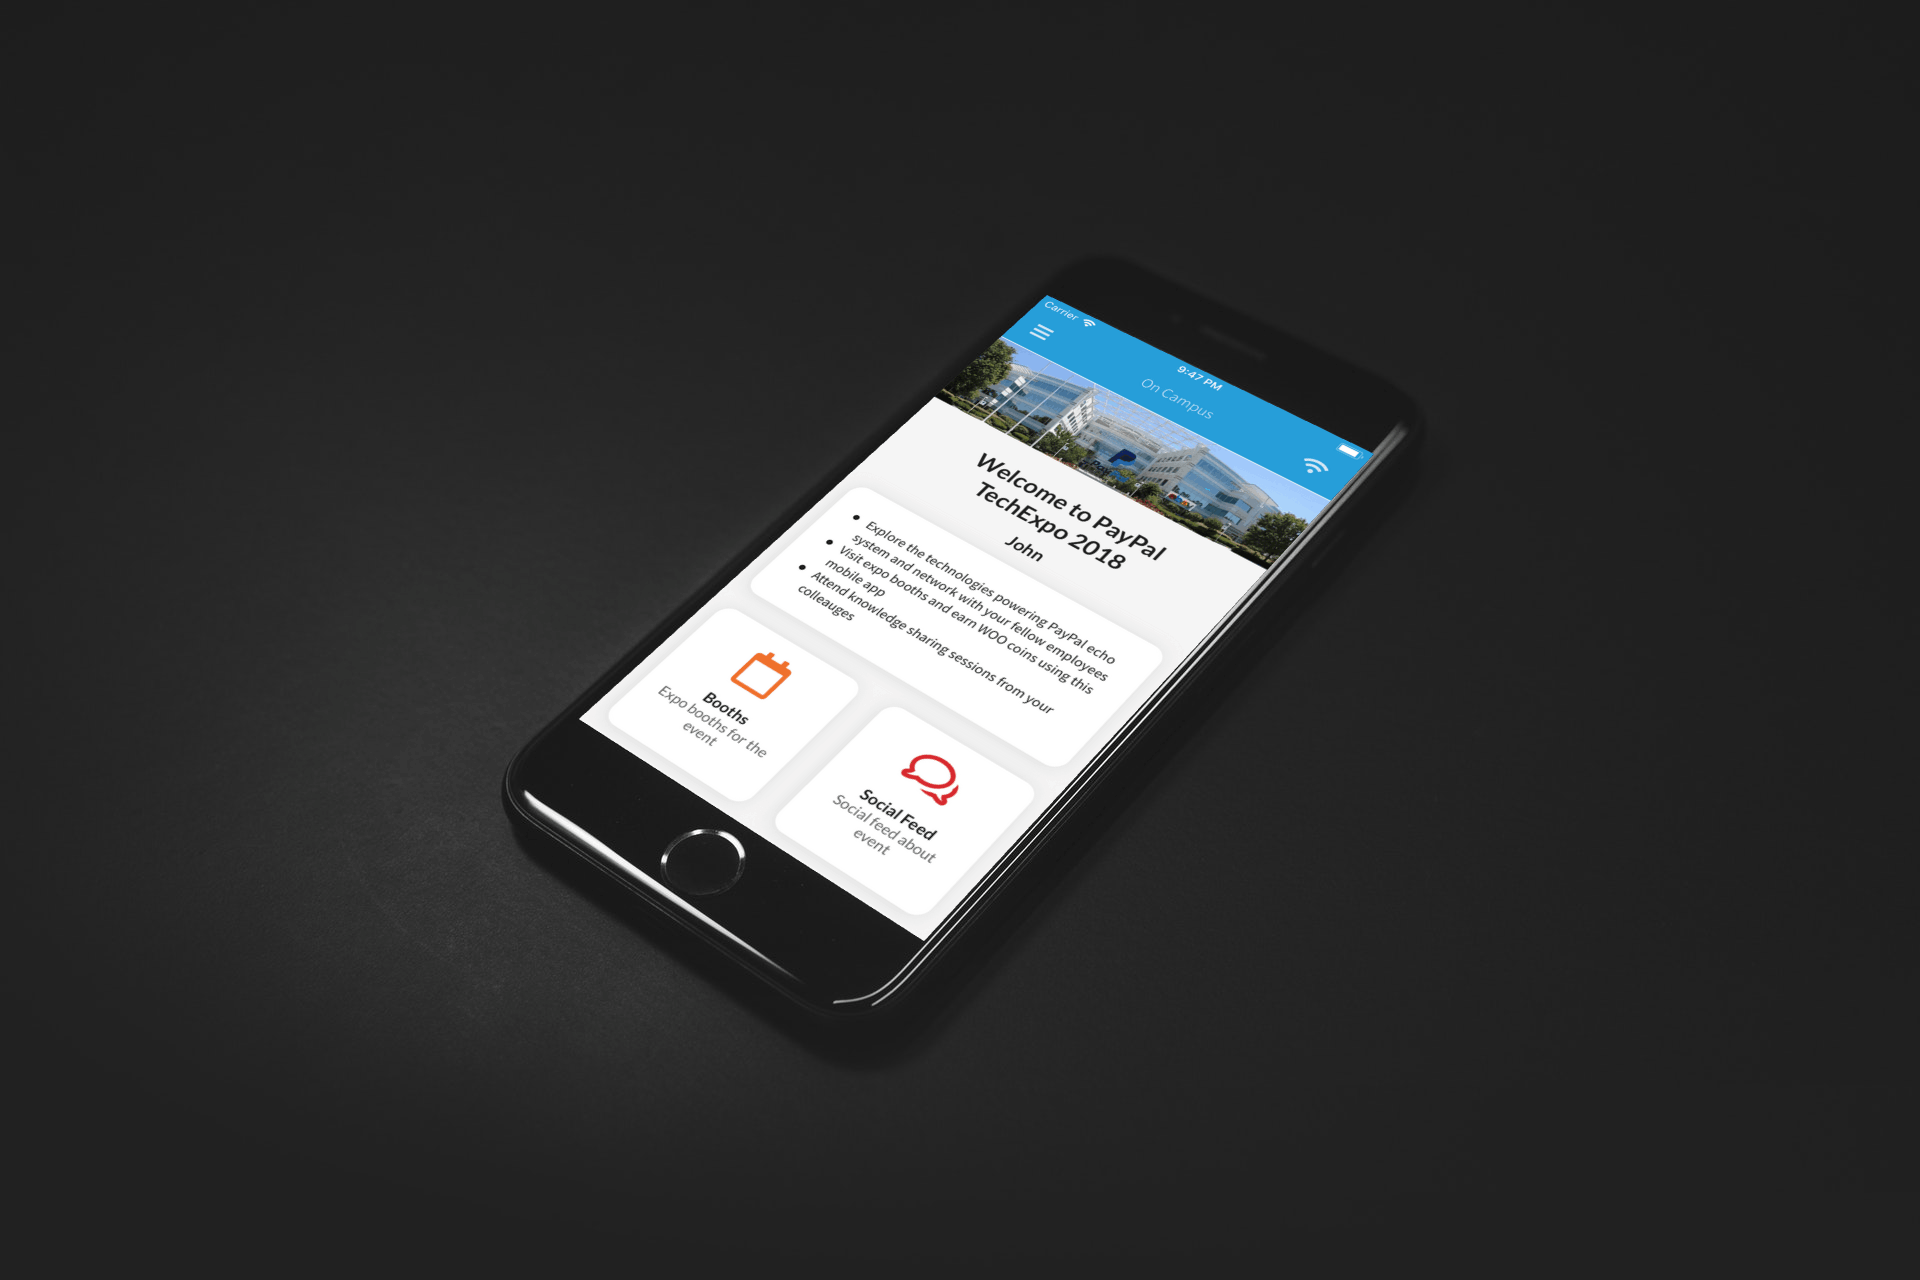 Carrier
9:47 PM
On Campus
Welcome to PayPal
TechExpo 2018
John
Explore the technologies powering PayPal echo
system and network with your fellow employees
Visit expo booths and earn WOO coins using this
mobile app
Attend knowledge sharing sessions from your
colleauges
Booths
Expo booths for the
event
Social Feed
Social feed about
event